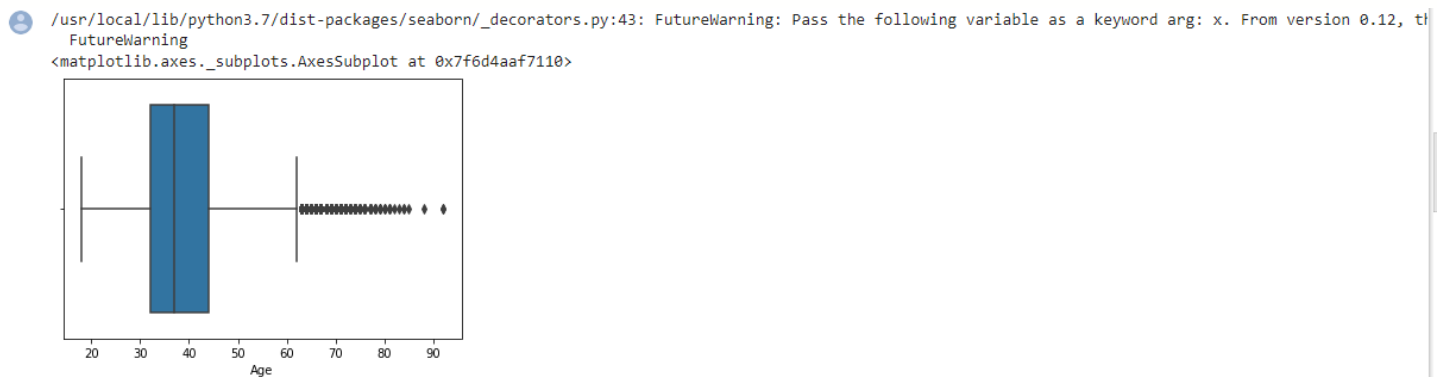 /usr/local/lib/python3.7/dist-packages/seaborn/_decorators.py:43: FutureWarning: Pass the following variable as a keyword arg: x. From version 0.12,
FutureWarning
<matplotlib.axes._subplots.AxesSubplot at 0x7f6d4aaf7110>
20 30 40 50 60 70 80 90
Age